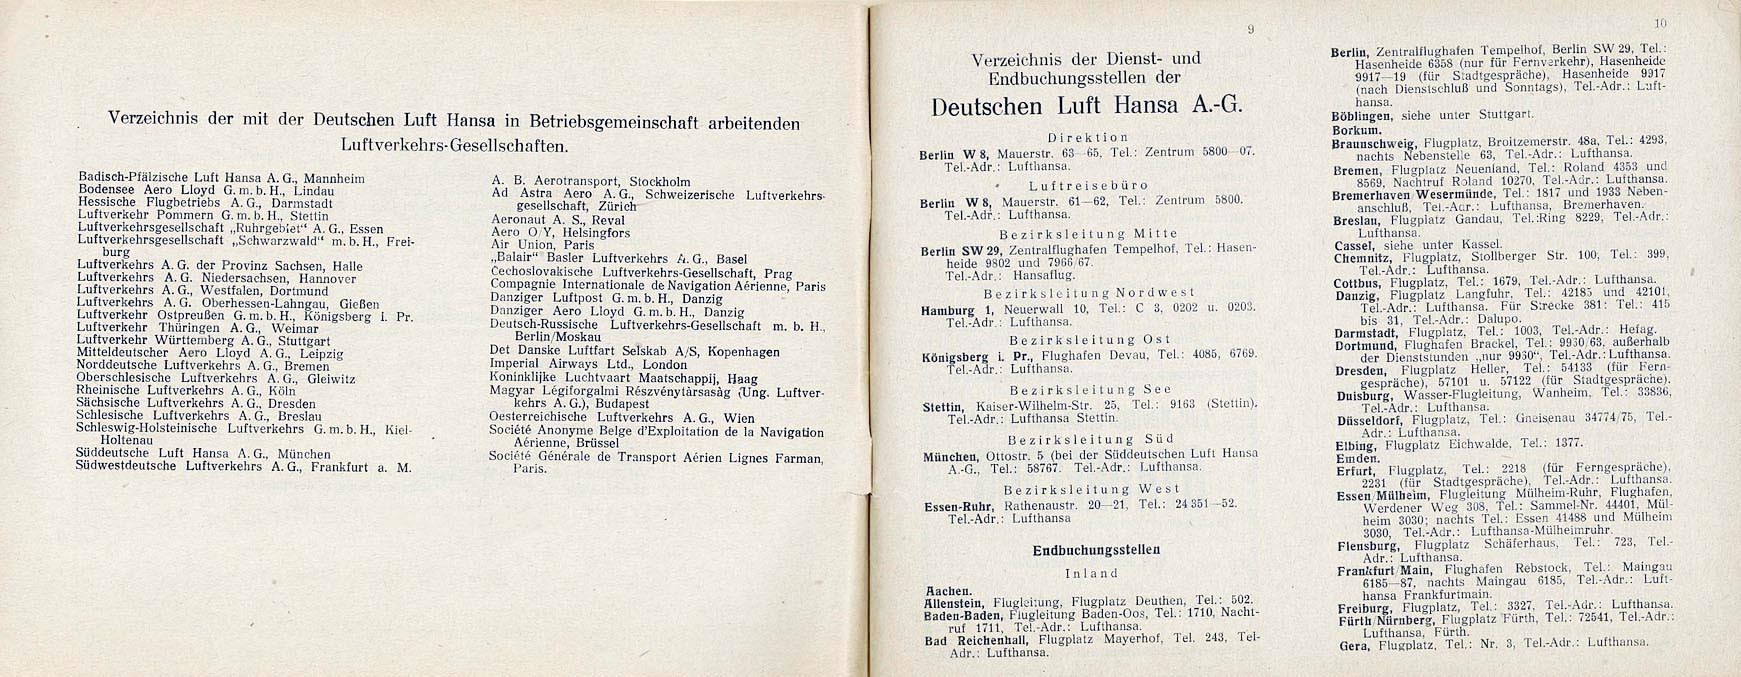 Verzeichnis der mit der Deutschen Luft Hansa in Betriebsgemeinschaft arbeitenden
Luftverkehrs-Gesellschaften.
Badisch-Pfälzische Luft Hansa A. G., Mannheim
Bodensee Aero Lloyd G. m. b. H., Lindau
Hessische Flugbetriebs A. G., Darmstadt
Luftverkehr Pommern G. m. b. H., Stettin
Luftverkehrsgesellschaft „Ruhrgebiet“ A. G., Essen
Luftverkehrsgesellschaft „Schwarzwald“ m. b. H., Frei-
burg
Luftverkehrs A. G. der Provinz Sachsen, Halle
Luftverkehrs A. G. Niedersachsen, Hannover
Luftverkehrs A. G., Westfalen, Dortmund
Luftverkehrs A. G. Oberhessen-Lahngau, Gießen
Luftverkehr Ostpreußen G. m. b. H., Königsberg i. Pr.
Luftverkehr Thüringen A. G., Weimar
Luftverkehr Württemberg A. G., Stuttgart
Mitteldeutscher Aero Lloyd A. G., Leipzig
Norddeutsche Luftverkehrs A. G., Bremen
Oberschlesische Luftverkehrs A. G., Gleiwitz
Rheinische Luftverkehrs A. G., Köln
Sächsische Luftverkehrs A. G., Dresden
Schlesische Luftverkehrs A. G., Breslau
Schleswig-Holsteinische Luftverkehrs G. m. b. H., Kiel-
Holtenau
Süddeutsche Luft Hansa A. G., München
Südwestdeutsche Luftverkehrs A. G., Frankfurt a. M.
A. B. Aerotransport, Stockholm
Ad Astra Aero A. G., Schweizerische Luftverkehrs-
gesellschaft, Zürich
Aeronaut A. S., Reval
Aero O/Y, Helsingfors
Air Union, Paris
„Balair“ Basler Luftverkehrs A. G., Basel
Čechoslovakische Luftverkehrs-Gesellschaft, Prag
Compagnie Internationale de Navigation Aérienne, Paris
Danziger Luftpost G. m. b. H., Danzig
Danziger Aero Lloyd G. m. b. H., Danzig
Deutsch-Russische Luftverkehrs-Gesellschaft m. b. H.,
Berlin/Moskau
Det Danske Luftfart Selskab A/S, Kopenhagen
Imperial Airways Ltd., London
Koninklijke Luchtvaart Maatschappij, Haag
Magyar Légiforgalmi Részvénytàrsasàg (Ung. Luftver-
kehrs A. G.), Budapest
Oesterreichische Luftverkehrs A. G., Wien
Société Anonyme Belge d'Exploitation de la Navigation
Aérienne, Brüssel
Société Générale de Transport Aérien Lignes Farman,
Paris.
9
Verzeichnis der Dienst- und
Endbuchungsstellen der
Deutschen Luft Hansa A.-G.
Direktion
Berlin W 8, Mauerstr. 63—65, Tel.: Zentrum 5800—07.
Tel.-Adr.: Lufthansa.
Luftreisebüro
Berlin W 8, Mauerstr. 61—62, Tel.: Zentrum 5800.
Tel.-Adr.: Lufthansa.
Bezirksleitung Mitte
Berlin SW 29, Zentralflughafen Tempelhof, Tel.: Hasen-
heide 9802 und 7966/67.
Tel.-Adr.: Hansaflug.
Bezirksleitung Nordwest
Hamburg 1, Neuerwall 10, Tel.: C 3, 0202 u. 0203.
Tel.-Adr.: Lufthansa.
Bezirksleitung Ost
Königsberg i. Pr., Flughafen Devau, Tel.: 4085, 6769.
Tel.-Adr.: Lufthansa.
Bezirksleitung See
Stettin, Kaiser-Wilhelm-Str. 25, Tel.: 9163 (Stettin).
Tel.-Adr.: Lufthansa Stettin.
Bezirksleitung Süd
München, Ottostr. 5 (bei der Süddeutschen Luft Hansa
A.-G., Tel.: 58767. Tel.-Adr.: Lufthansa.
Bezirksleitung West
Essen-Ruhr, Rathenaustr. 20—21, Tel.: 24 351—52.
Tel.-Adr.: Lufthansa
Endbuchungsstellen
Inland
Aachen.
Allenstein, Flugleitung, Flugplatz Deuthen, Tel.: 502.
Baden-Baden, Flugleitung Baden-Oos, Tel.: 1710, Nacht-
ruf 1711, Tel.-Adr.: Lufthansa.
Bad Reichenhall, Flugplatz Mayerhof, Tel. 243, Tel-
Adr.: Lufthansa.
10
Berlin, Zentralflughafen Tempelhof, Berlin SW 29, Tel.:
Hasenheide 6358 (nur für Fernverkehr), Hasenheide
9917—19 (für Stadtgespräche), Hasenheide 9917
(nach Dienstschluß und Sonntags), Tel.-Adr.: Luft-
hansa.
Böblingen, siehe unter Stuttgart.
Borkum.
Braunschweig, Flugplatz, Broitzemerstr. 48a, Tel.: 4293,
nachts Nebenstelle 63, Tel.-Adr.: Lufthansa.
Bremen, Flugplatz Neuenland, Tel.: Roland 4353 und
8569, Nachtruf Roland 10270, Tel.-Adr.: Lufthansa.
Bremerhaven/Wesermünde, Tel.: 1817 und 1933 Neben-
anschluß, Tel.-Adr.: Lufthansa, Bremerhaven.
Breslau, Flugplatz Gandau, Tel.:Ring 8229, Tel.-Adr.:
Lufthansa.
Cassel, siehe unter Kassel.
Chemnitz, Flugplatz, Stollberger Str. 100, Tel.: 399,
Tel.-Adr.: Lufthansa.
Cottbus, Flugplatz, Tel.: 1679, Tel.-Adr.: Lufthansa.
Danzig, Flugplatz Langfuhr, Tel.: 42185 und 42101,
Tel.-Adr.: Lufthansa. Für Strecke 381: Tel.: 415
bis 31, Tel.-Adr.: Dalupo.
Darmstadt, Flugplatz, Tel.: 1003, Tel.-Adr.: Hefag.
Dortmund, Flughafen Brackel, Tel.: 9930/63, außerhalb
der Dienststunden „nur 9930“, Tel.-Adr.: Lufthansa.
Dresden, Flugplatz Heller, Tel.: 54133 (für Fern-
gespräche), 57101 u. 57122 (für Stadtgespräche).
Duisburg, Wasser-Flugleitung, Wanheim, Tel.: 33836,
Tel.-Adr.: Lufthansa.
Düsseldorf, Flugplatz, Tel.: Gneisenau 34774/75, Tel.-
Adr.: Lufthansa.
Elbing, Flugplatz Eichwalde, Tel.: 1377.
Emden.
Erfurt, Flugplatz, Tel.: 2218 (für Ferngespräche),
2231 (für Stadtgespräche), Tel.-Adr.: Lufthansa.
Essen/Mülheim, Flugleitung Mülheim-Ruhr, Flughafen,
Werdener Weg 308, Tel.: Sammel-Nr. 44401, Mül-
heim 3030; nachts Tel.: Essen 41488 und Mülheim
3030, Tel.-Adr.: Lufthansa-Mülheimruhr.
Flensburg, Flugplatz Schäferhaus, Tel.: 723, Tel.-
Adr.: Lufthansa.
Frankfurt/Main, Flughafen Rebstock, Tel.: Maingau
6185—87, nachts Maingau 6185, Tel.-Adr.: Luft-
hansa Frankfurtmain.
Freiburg, Flugplatz, Tel.: 3327, Tel.-Adr.: Lufthansa.
Fürth/Nürnberg, Flugplatz Fürth, Tel.: 72541, Tel.-Adr.:
Lufthansa, Fürth.
Gera, Flugplatz, Tel.: Nr. 3, Tel.-Adr.: Lufthansa.